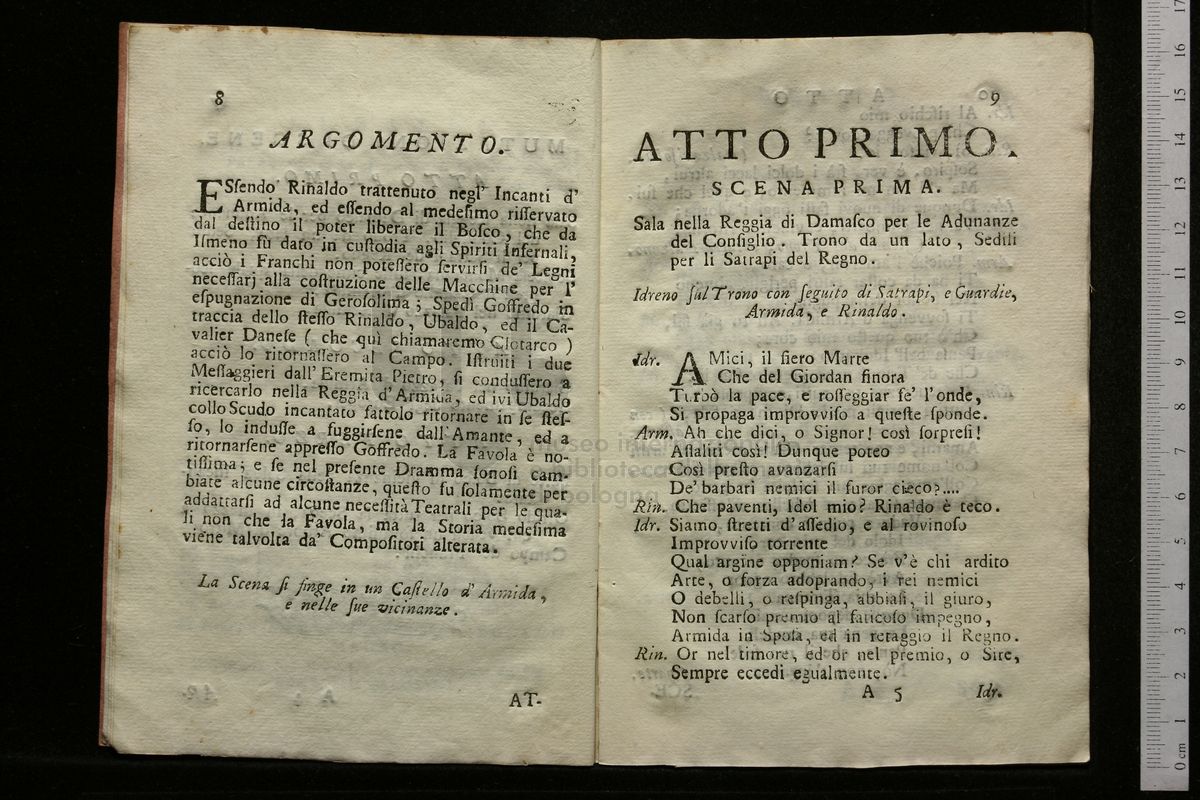 8
ARGOMENTO.
ESsendo Rinaldo trattenuto negl' Incanti d'
Armida, ed essendo al medesimo risservato
dal destino il poter liberare il Bosco, che da
Ismeno fù dato in custodia agli Spiriti Infernali,
acciò i Franchi non potessero servirsi de' Legni
necessarj alla costruzione delle Macchine per l'
espugnazione di Gerosolima; Spedì Goffredo in
traccia dello stesso Rinaldo, Ubaldo, ed il Ca-
valier Danese ( che quì chiamaremo Clotarco )
acciò lo ritornassero al Campo. Istruiti i due
Messaggieri dall' Eremita Pietro, si condussero a
ricercarlo nella Reggia d'Armida, ed ivi Ubaldo
collo Scudo incantato fattolo ritornare in se stes-
so, lo indusse a fuggirsene dall'Amante, ed a
ritornarsene appresso Goffredo. La Favola è no-
tissima; e se nel presente Dramma sonosi cam-
biate alcune circostanze, questo fu solamente per
addattarsi ad alcune necessità Teatrali per le qua-
li non che la Favola, ma la Storia medesima
viene talvolta da' Compositori alterata.
La Scena si finge in un Castello d'Armida,
e nelle sue vicinanze.
AT-
9
ATTO PRIMO.
SCENA PRIMA.
Sala nella Reggia di Damasco per le Adunanze
del Consiglio. Trono da un lato, Sedili
per li Satrapi del Regno.
Idreno sul Trono con seguito di Satrapi, e Guardie,
Armida, e Rinaldo.
Idr. AMici, il fiero Marte
Che del Giordan finora
Turbò la pace, e rosseggiar fe' l'onde,
Si propaga improvviso a queste sponde.
Arm. Ah che dici, o Signor! così sorpresi!
Assaliti così! Dunque poteo
Così presto avanzarsi
De' barbari nemici il furor cieco?....
Rin. Che paventi, Idol mio? Rinaldo è teco.
Idr. Siamo stretti d'assedio, e al rovinoso
Improvviso torrente
Qual argine opponiam? Se v'è chi ardito
Arte, o forza adoprando, i rei nemici
O debelli, o respinga, abbiasi, il giuro,
Non scarso premio al faticoso impegno,
Armida in Sposa, ed in retaggio il Regno.
Rin. Or nel timore, ed or nel premio, o Sire,
Sempre eccedi egualmente.
A 5 Idr.